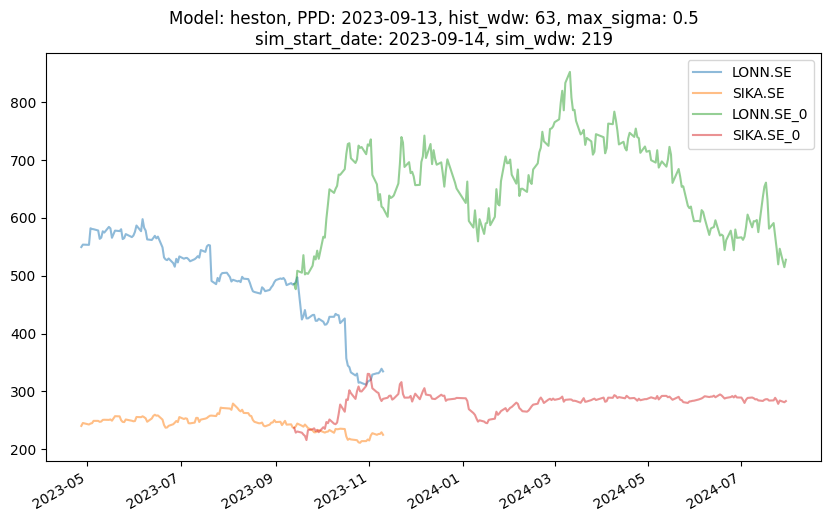 Model: heston, PPD: 2023-09-13, hist_wdw: 63, max_sigma: 0.5
sim_start_date: 2023-09-14, sim_wdw: 219
LONN.SE
SIKA.SE
LONN.SE_0
SIKA.SE_0
800
700
600
500
400
300
200
2023-05
2023-07
2023-09
2023-11
2024-01
2024-03
2024-05
2024-07